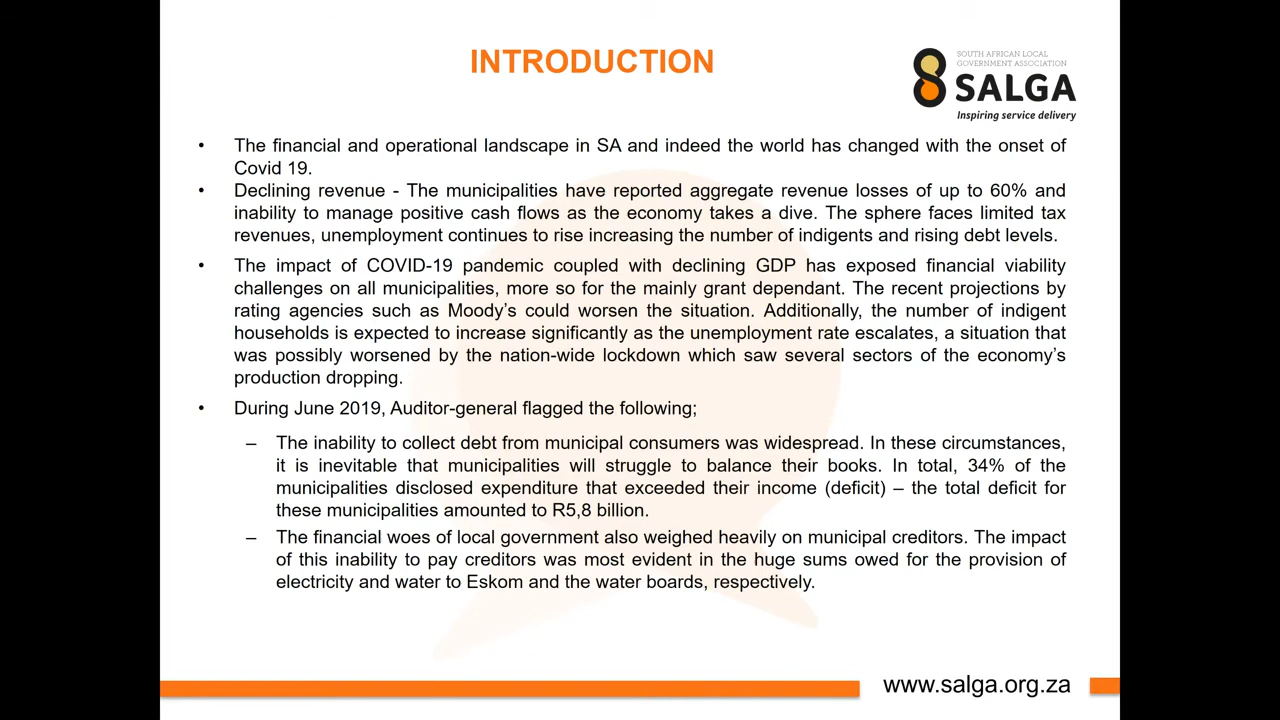 INTRODUCTION
SOUTH AFRICAN LOCAL
GOVERNMENT ASSOCIATION
SALGA
Inspiring service delivery
• The financial and operational landscape in SA and indeed the world has changed with the onset of
Covid 19.
• Declining revenue - The municipalities have reported aggregate revenue losses of up to 60% and
inability to manage positive cash flows as the economy takes a dive. The sphere faces limited tax
revenues, unemployment continues to rise increasing the number of indigents and rising debt levels.
• The impact of COVID-19 pandemic coupled with declining GDP has exposed financial viability
challenges on all municipalities, more so for the mainly grant dependant. The recent projections by
rating agencies such as Moody’s could worsen the situation. Additionally, the number of indigent
households is expected to increase significantly as the unemployment rate escalates, a situation that
was possibly worsened by the nation-wide lockdown which saw several sectors of the economy’s
production dropping.
• During June 2019, Auditor-general flagged the following;
– The inability to collect debt from municipal consumers was widespread. In these circumstances,
it is inevitable that municipalities will struggle to balance their books. In total, 34% of the
municipalities disclosed expenditure that exceeded their income (deficit) – the total deficit for
these municipalities amounted to R5,8 billion.
– The financial woes of local government also weighed heavily on municipal creditors. The impact
of this inability to pay creditors was most evident in the huge sums owed for the provision of
electricity and water to Eskom and the water boards, respectively.
www.salga.org.za